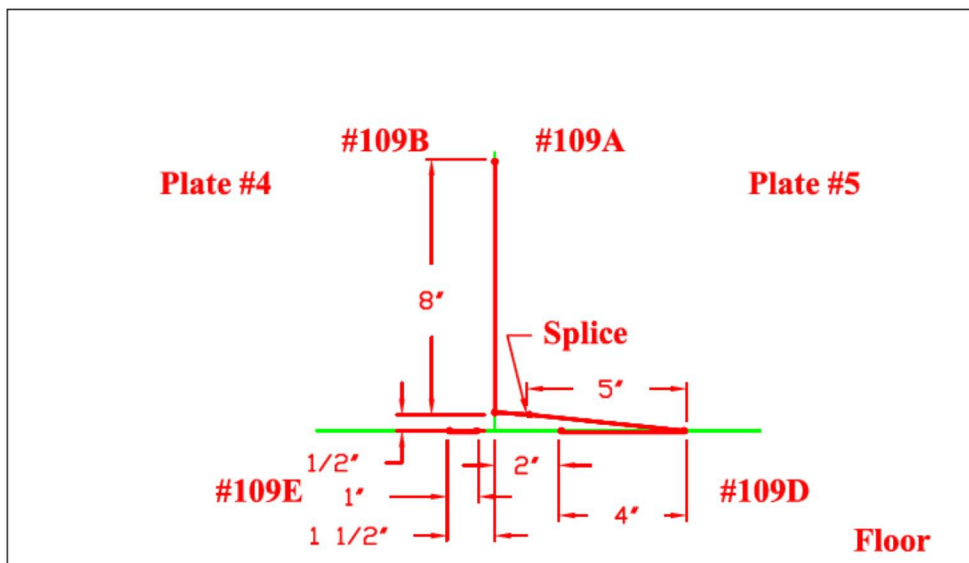 #109B #109A
Plate #4 Plate #5
8"
Splice
5"
1/2" 2"
#109E 1" #109D
4"
1 1/2"
Floor